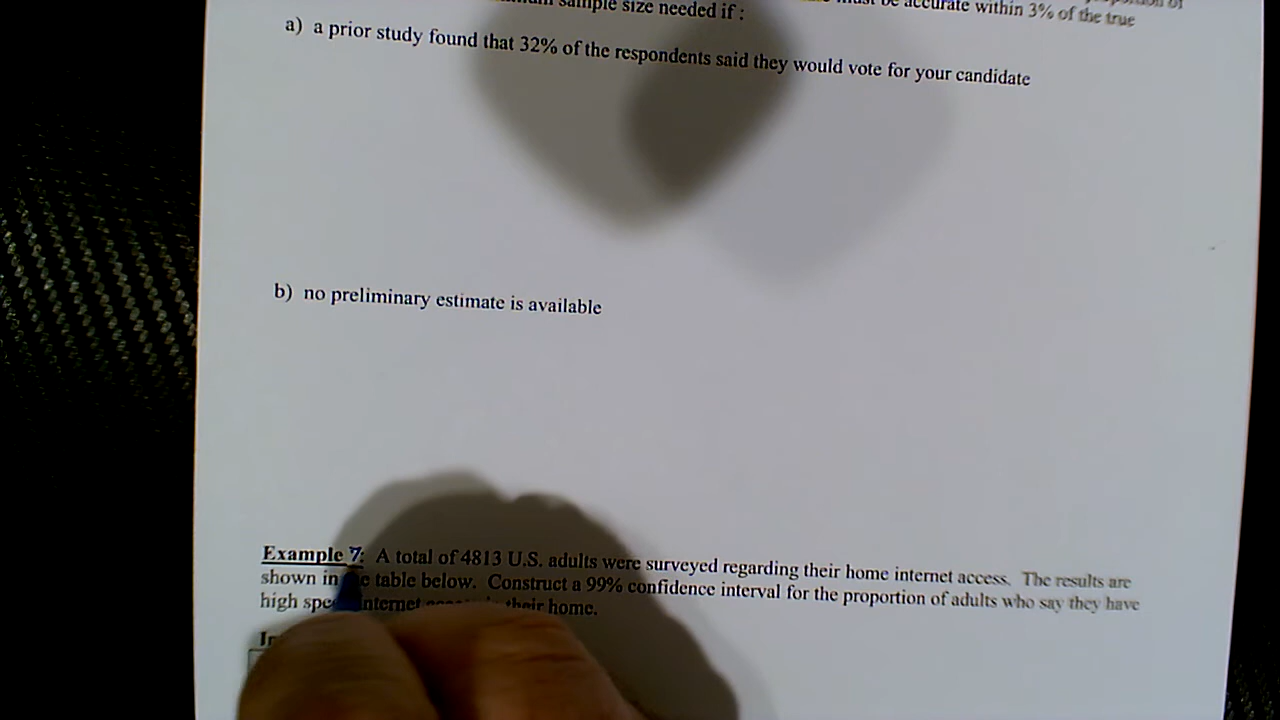 sample size needed if :
be accurate within 3% of the true
a) a prior study found that 32% of the respondents said they would vote for your candidate
b) no preliminary estimate is available
Example 7: A total of 4813 U.S. adults were surveyed regarding their home internet access. The results are
shown in table below. Construct a 99% confidence interval for the proportion of adults who say they have
high internet their home.